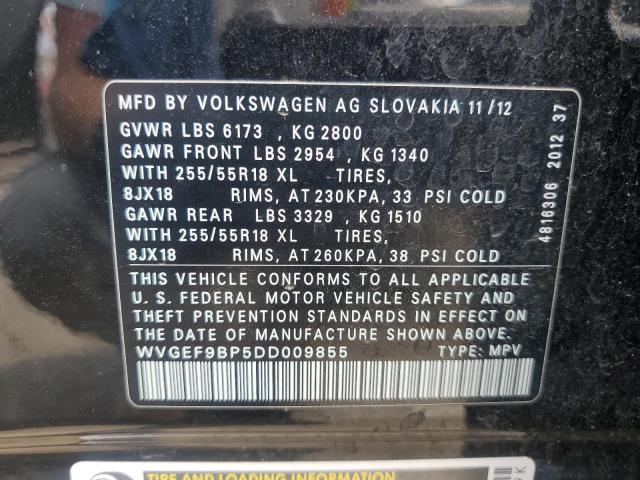 MFD BY VOLKSWAGEN AG SLOVAKIA 11/12
GVWR LBS 6173 , KG 2800
GAWR FRONT LBS 2954 , KG 1340
WITH 255/55R18 XL TIRES,
8JX18 RIMS, AT 230KPA, 33 PSI COLD
GAWR REAR LBS 3329 , KG 1510
WITH 255/55R18 XL TIRES,
8JX18 RIMS, AT 260KPA, 38 PSI COLD
THIS VEHICLE CONFORMS TO ALL APPLICABLE
U. S. FEDERAL MOTOR VEHICLE SAFETY AND
THEFT PREVENTION STANDARDS IN EFFECT ON
THE DATE OF MANUFACTURE SHOWN ABOVE
WVGEF9BP5DD009855 TYPE: MPV
4816306 2012 37
TIRE AND LOADING INFORMATION